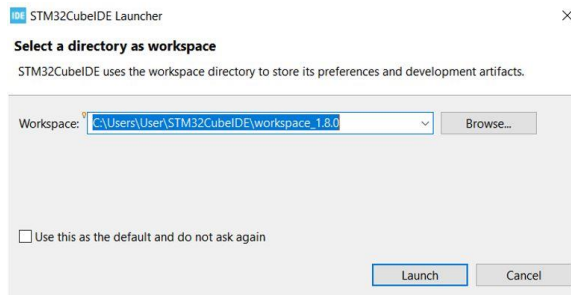 IDE STM32CubeIDE Launcher
Select a directory as workspace
STM32CubeIDE uses the workspace directory to store its preferences and development artifacts.
Workspace: C:\Users\User\STM32CubeIDE\workspace_1.8.0 Browse...
Use this as the default and do not ask again
Launch Cancel